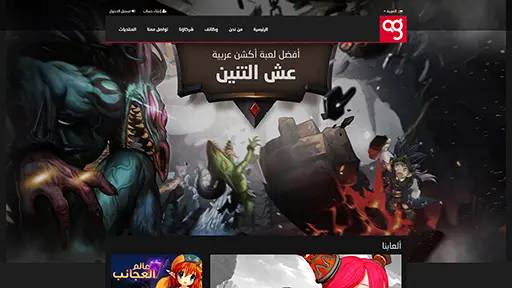 العربية
إنشاء حساب
تسجيل الدخول
الرئيسية
من نحن
وظائف
شركاؤنا
تواصل معنا
المنتديات
أفضل لعبة أكشن عربية
عش التنين
ألعابنا
عالم
العجائب